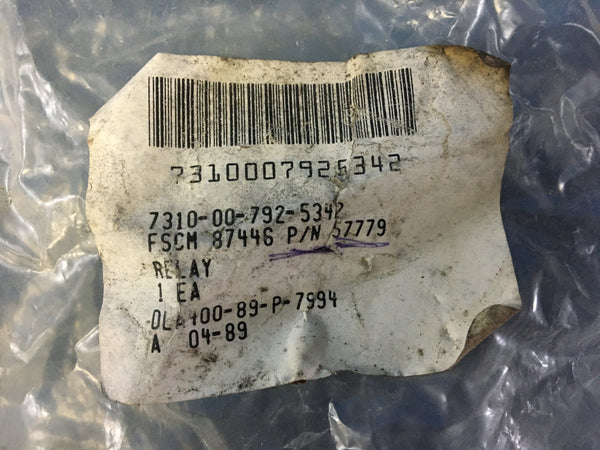 7310007925342
7310-00-792-5342
FSCM 87446 P/N 57779
RELAY
1 EA
DLA400-89-P-7994
A 04-89